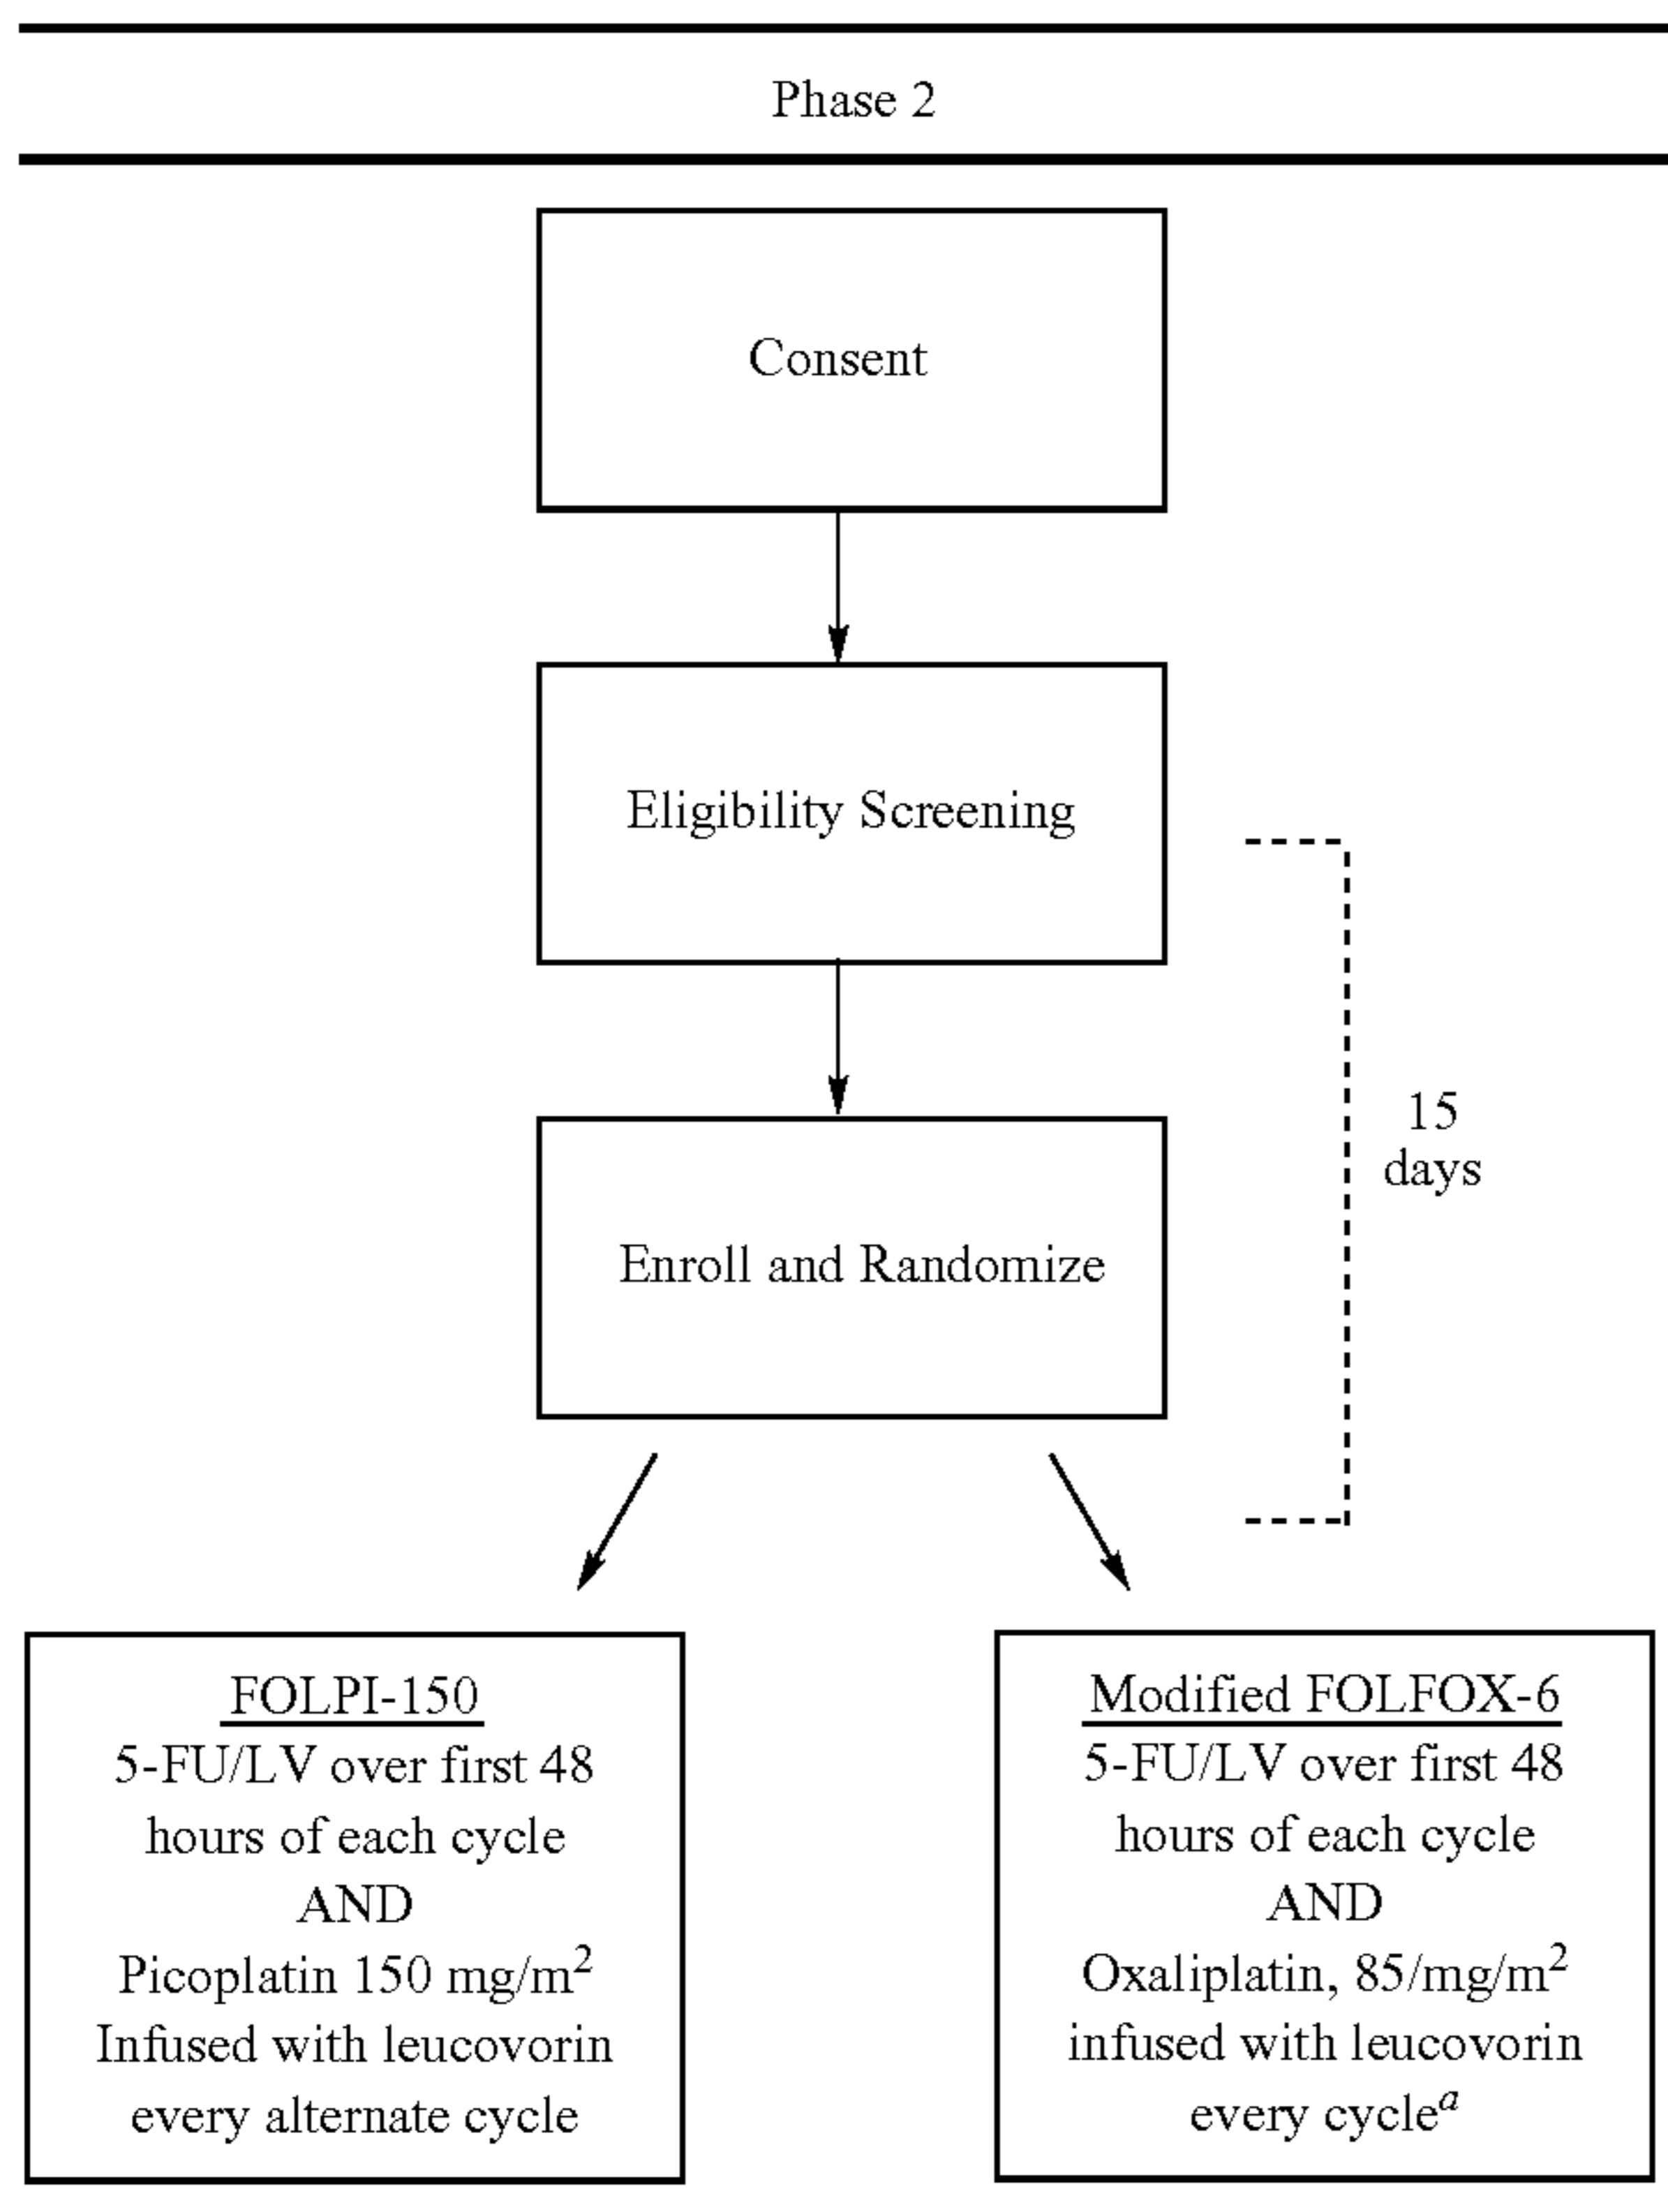 Phase 2
Consent
Eligibility Screening
Enroll and Randomize
15
days
FOLPI-150
5-FU/LV over first 48
hours of each cycle
AND
Picoplatin 150 mg/m²
Infused with leucovorin
every alternate cycle
Modified FOLFOX-6
5-FU/LV over first 48
hours of each cycle
AND
Oxaliplatin, 85/mg/m²
infused with leucovorin
every cycleᵃ